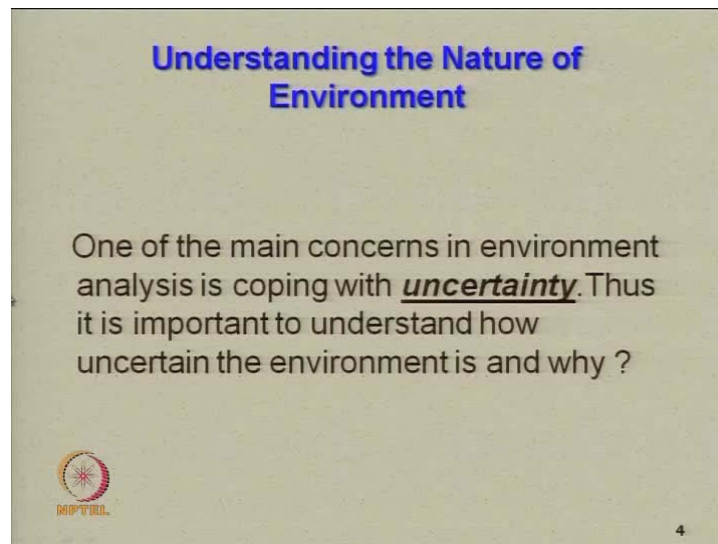 Understanding the Nature of
Environment
One of the main concerns in environment
analysis is coping with uncertainty.Thus
it is important to understand how
uncertain the environment is and why ?
NPTEL
4